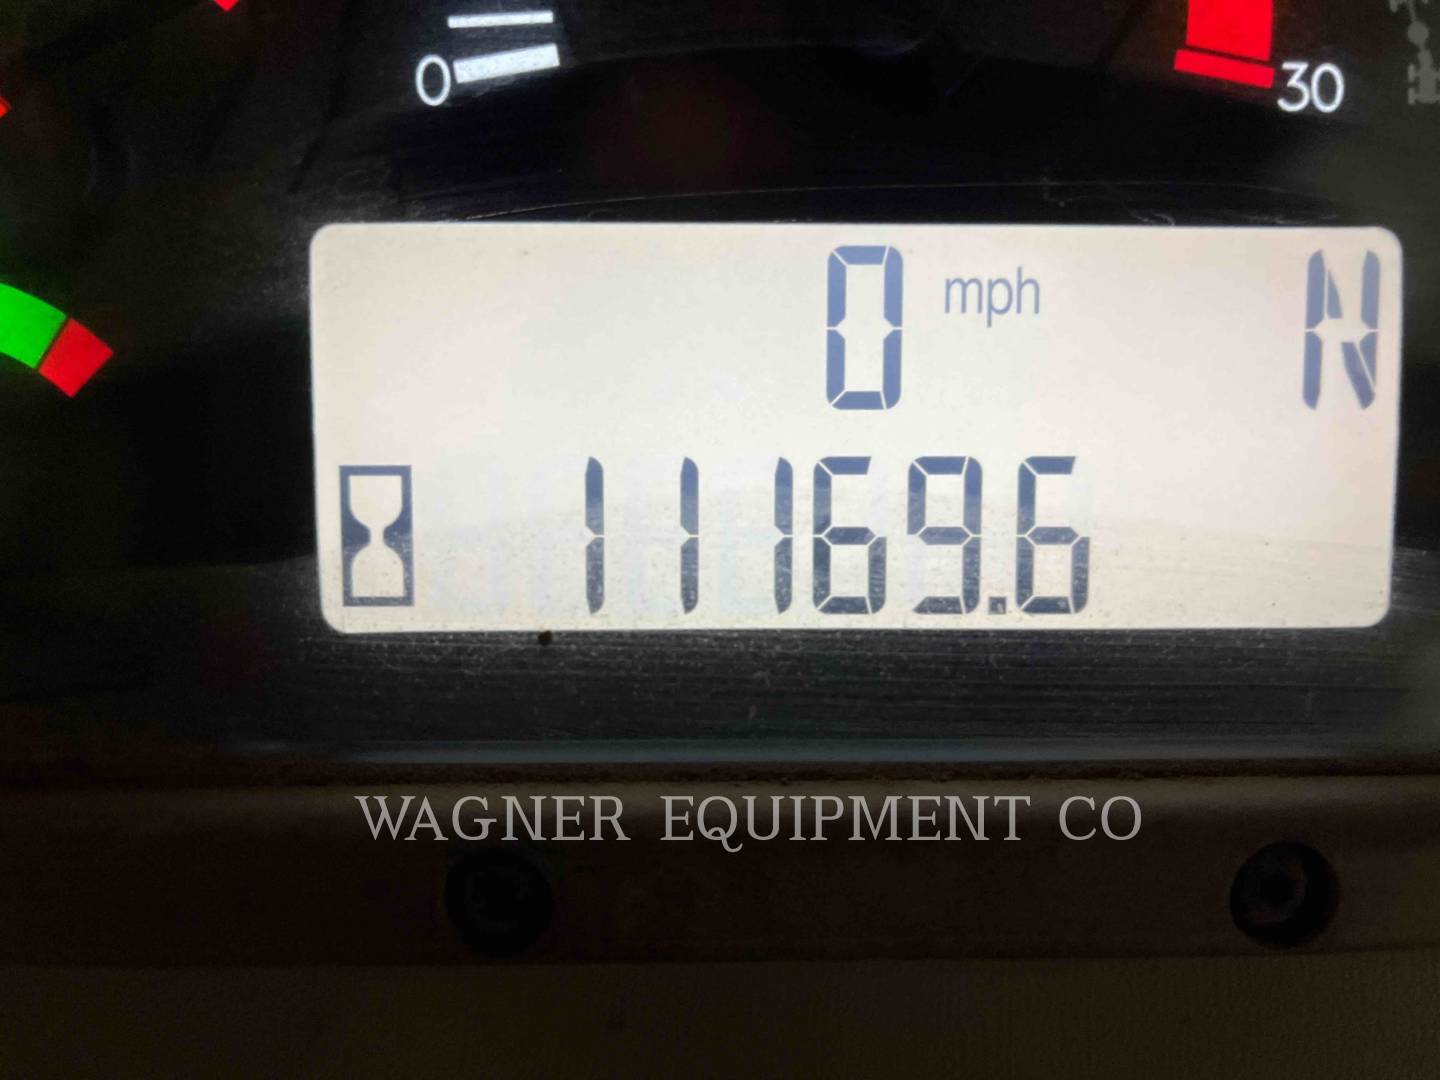 0
30
0 mph N
11169.6
WAGNER EQUIPMENT CO